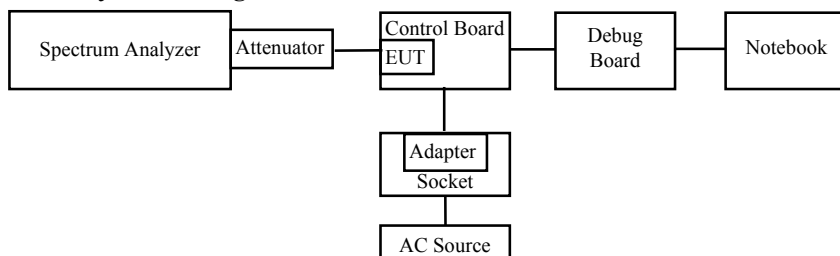 Spectrum Analyzer
Attenuator
Control Board
EUT
Debug
Board
Notebook
Adapter
Socket
AC Source